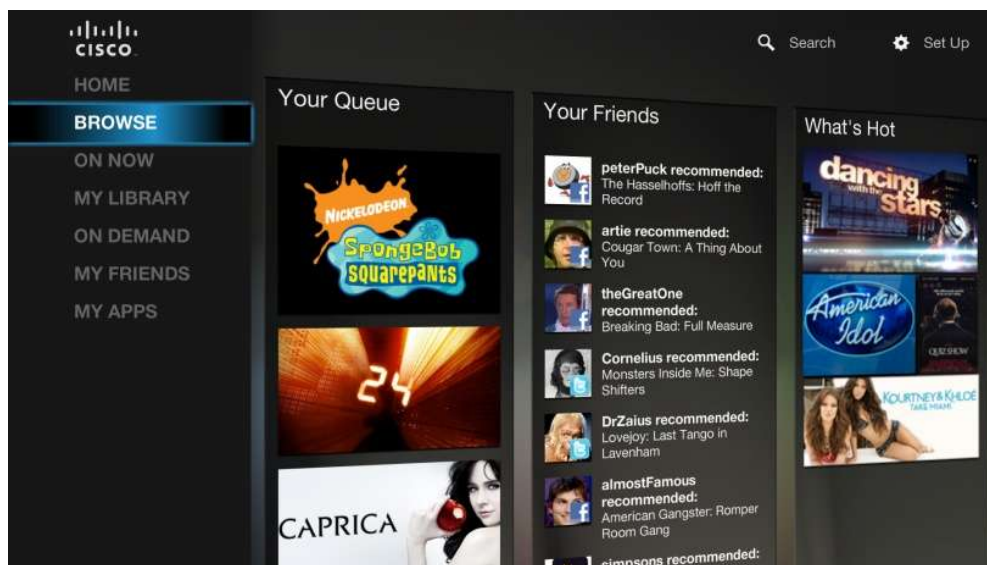 CISCO
Search
Set Up
HOME
BROWSE
ON NOW
MY LIBRARY
ON DEMAND
MY FRIENDS
MY APPS
Your Queue
NICKELODEON
SpongeBob
SQUAREPANTS
24
CAPRICA
Your Friends
peterPuck recommended:
The Hasselhoffs: Hoff the
Record
artie recommended:
Cougar Town: A Thing About
You
theGreatOne
recommended:
Breaking Bad: Full Measure
Cornelius recommended:
Monsters Inside Me: Shape
Shifters
DrZaius recommended:
Lovejoy: Last Tango in
Lavenham
almostFamous
recommended:
American Gangster: Romper
Room Gang
simpsons recommended:
What's Hot
dancing
with the
stars
American
Idol
QUIZ SHOW
KOURTNEY & KHLOÉ
TAKE MIAMI